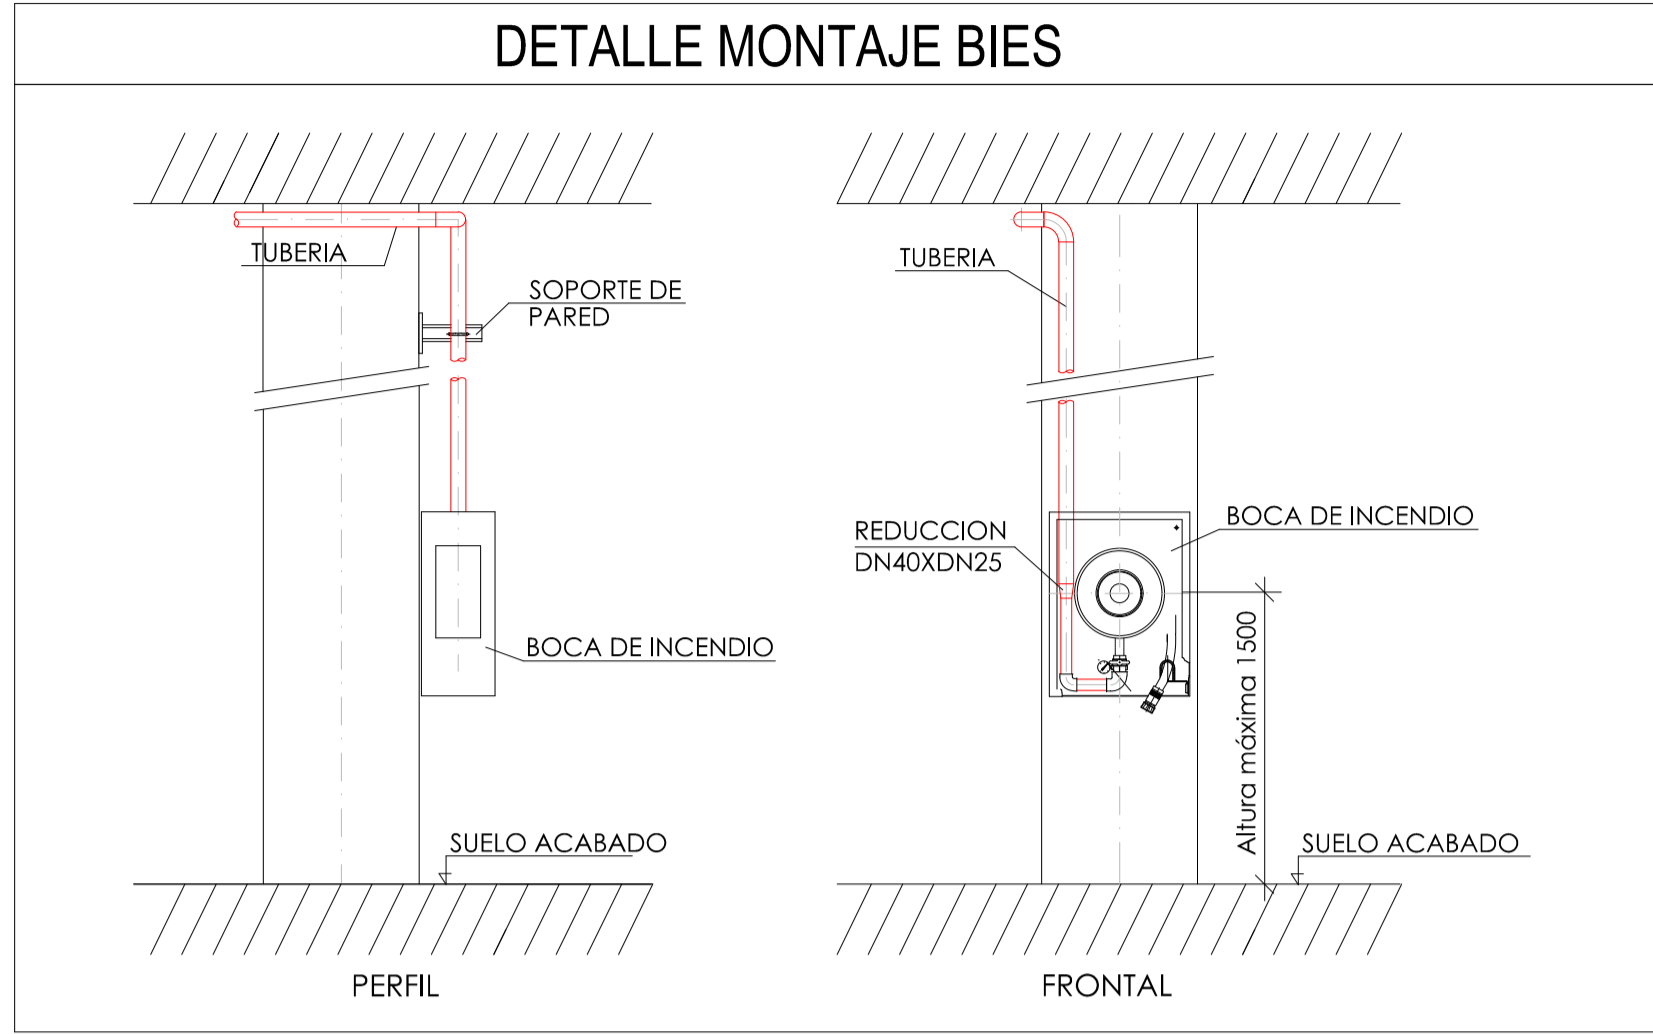 DETALLE MONTAJE BIES
TUBERIA
SOPORTE DE
PARED
BOCA DE INCENDIO
SUELO ACABADO
PERFIL
TUBERIA
REDUCCION
DN40XDN25
BOCA DE INCENDIO
Altura máxima 1500
SUELO ACABADO
FRONTAL